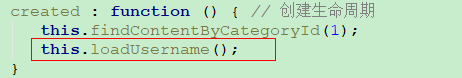 created : function () { // 创建生命周期
this.findContentByCategoryId(1);
this.loadUsername();
}